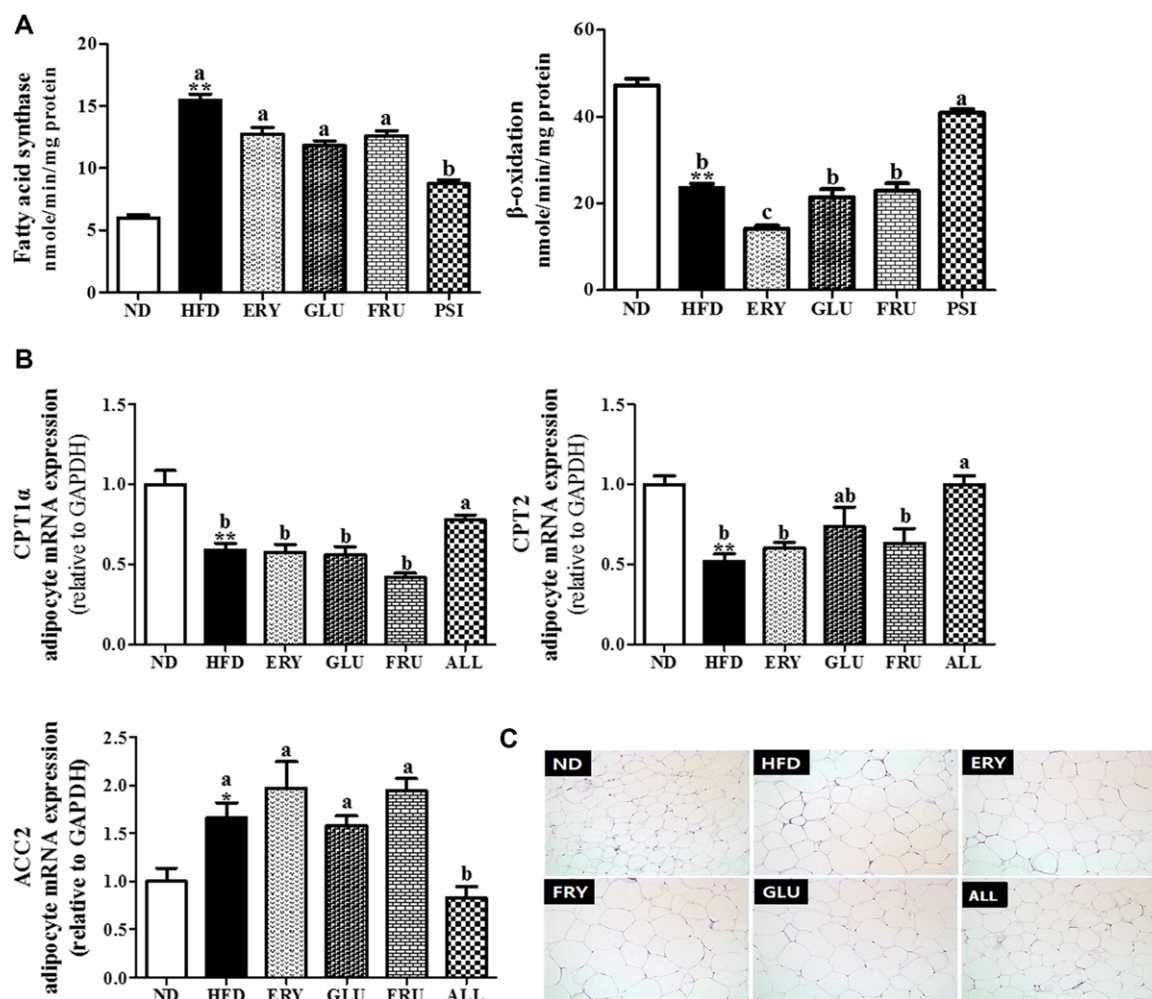 A
Fatty acid synthase
nmole/min/mg protein
20
15
10
5
0
a
**
a
a
a
b
ND HFD ERY GLU FRU PSI
β-oxidation
nmole/min/mg protein
60
40
20
0
b
**
c
b
b
a
ND HFD ERY GLU FRU PSI
B
CPT1α
adipocyte mRNA expression
(relative to GAPDH)
1.5
1.0
0.5
0.0
b
**
b
b
b
a
ND HFD ERY GLU FRU ALL
CPT2
adipocyte mRNA expression
(relative to GAPDH)
1.5
1.0
0.5
0.0
b
**
b
ab
b
a
ND HFD ERY GLU FRU ALL
ACC2
adipocyte mRNA expression
(relative to GAPDH)
2.5
2.0
1.5
1.0
0.5
0.0
a
*
a
a
a
b
ND HFD ERY GLU FRU ALL
C
ND HFD ERY
FRY GLU ALL